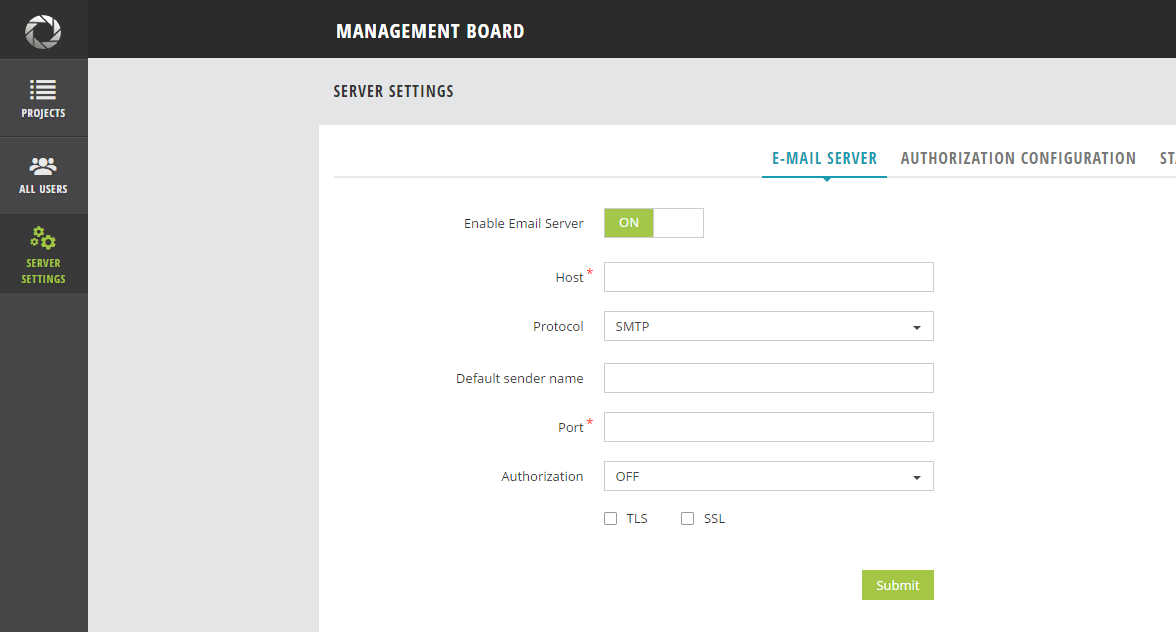 MANAGEMENT BOARD
PROJECTS
ALL USERS
SERVER
SETTINGS
SERVER SETTINGS
E-MAIL SERVER AUTHORIZATION CONFIGURATION ST
Enable Email Server ON
Host *
Protocol SMTP
Default sender name
Port *
Authorization OFF
TLS SSL
Submit